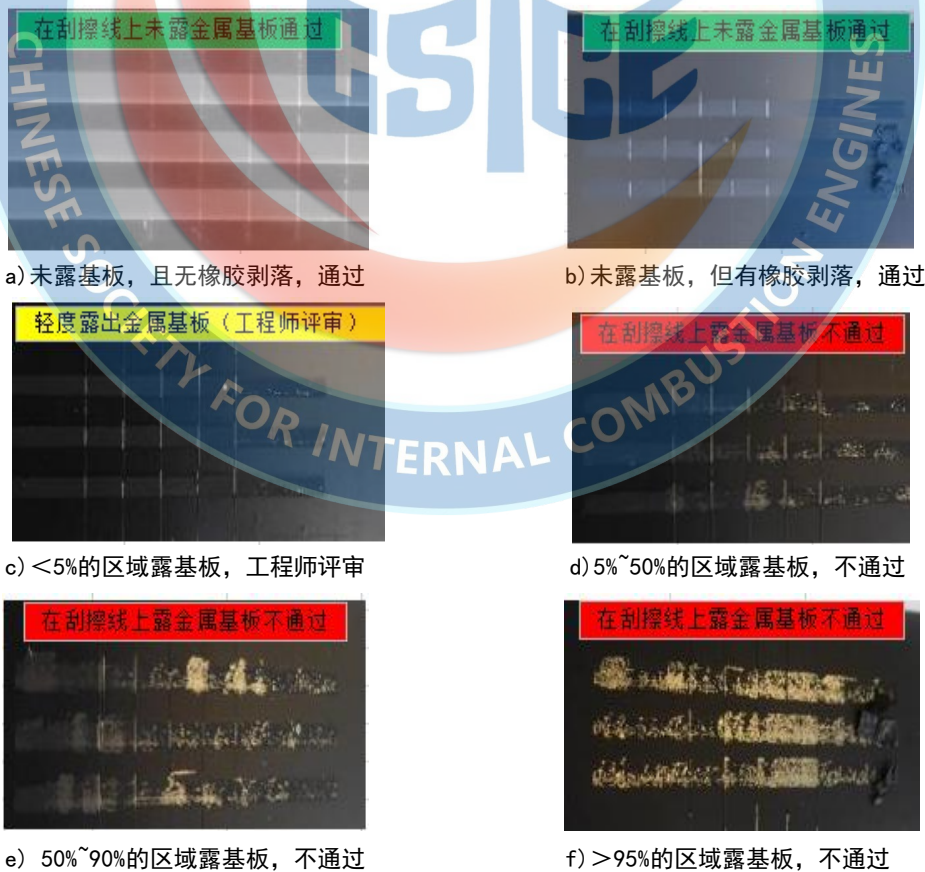 在刮擦线上未露金属基板通过
在刮擦线上未露金属基板通过
a)未露基板，且无橡胶剥落，通过
b)未露基板，但有橡胶剥落，通过
轻度露出金属基板（工程师评审）
在刮擦线上露金属基板不通过
c)＜5%的区域露基板，工程师评审
d)5%~50%的区域露基板，不通过
在刮擦线上露金属基板不通过
在刮擦线上露金属基板不通过
e) 50%~90%的区域露基板，不通过
f)＞95%的区域露基板，不通过
CSICE
CHINESE SOCIETY FOR INTERNAL COMBUSTION ENGINES